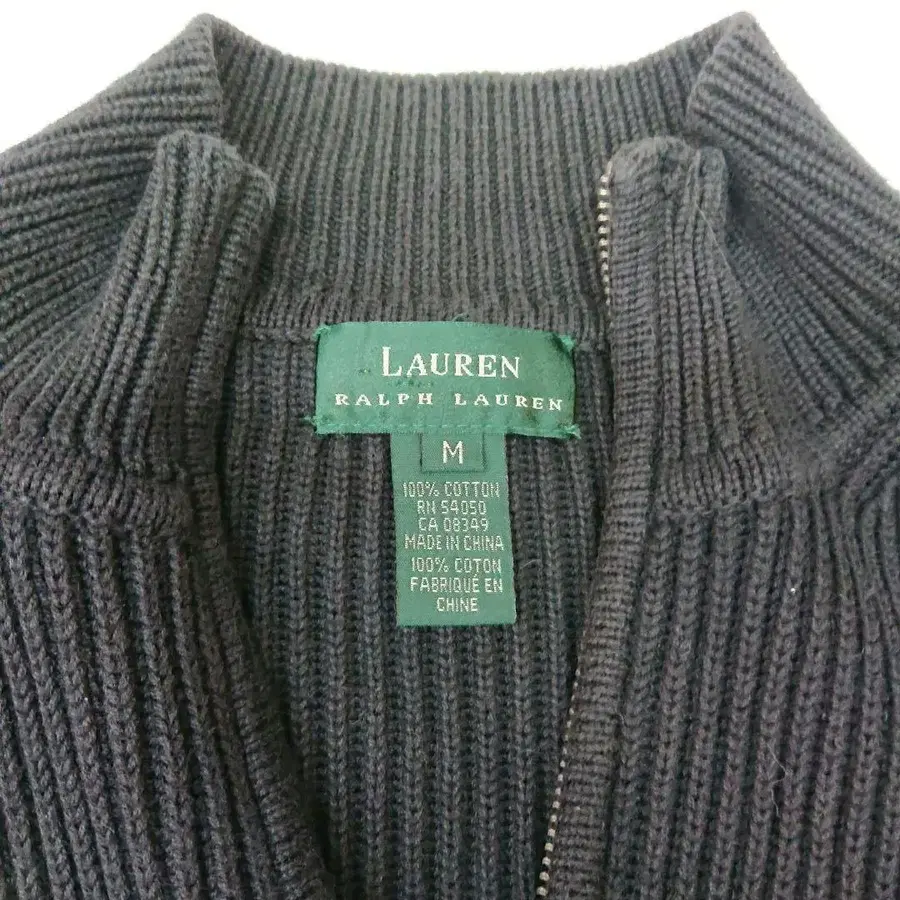 LAUREN
RALPH LAUREN
M
100% COTTON
RN 54050
CA 08349
MADE IN CHINA
100% COTON
FABRIQUÉ EN
CHINE